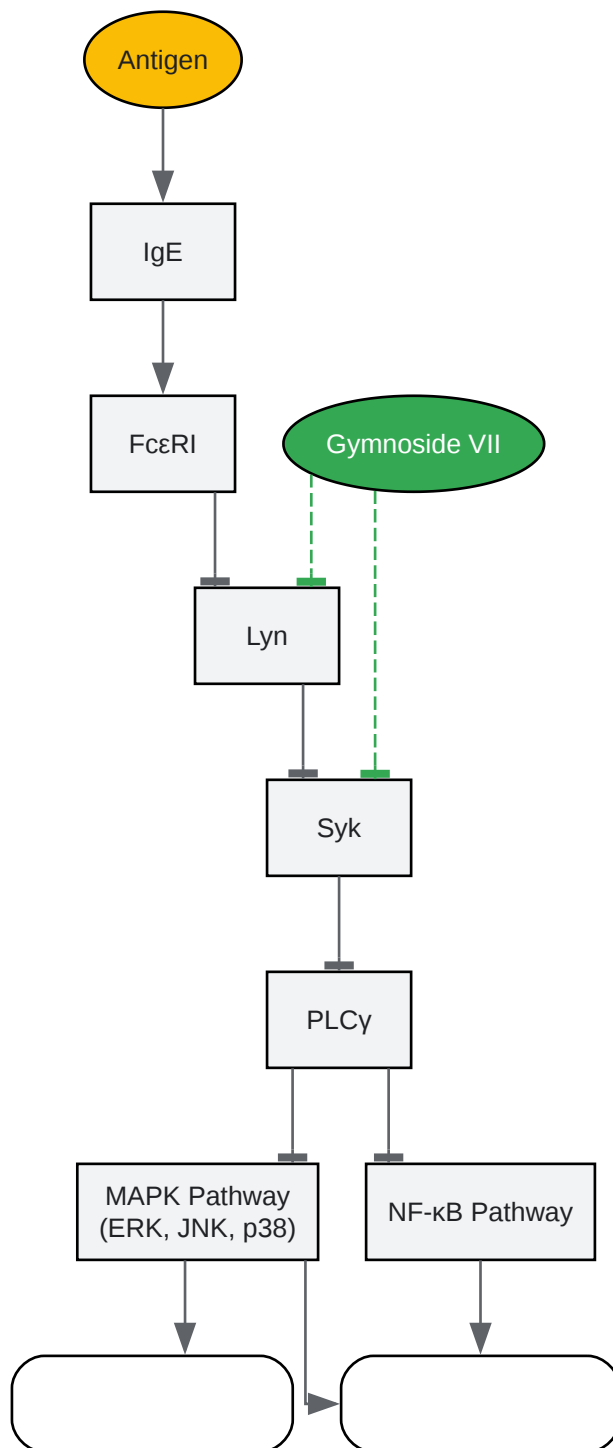 Antigen
IgE
FcεRI
Gymnoside VII
Lyn
Syk
PLCγ
MAPK Pathway
(ERK, JNK, p38)
NF-κB Pathway